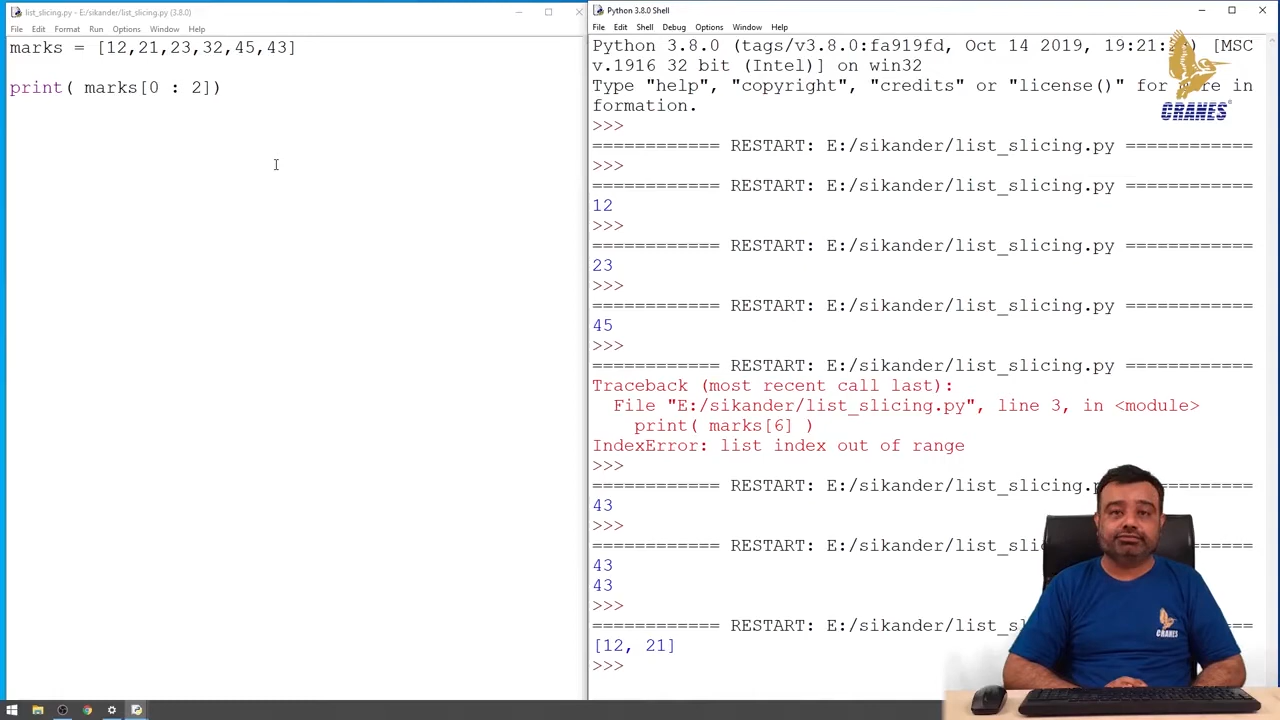 list_slicing.py - E:/sikander/list_slicing.py (3.8.0)
File Edit Format Run Options Window Help
marks = [12,21,23,32,45,43]
print( marks[0 : 2])
Python 3.8.0 Shell
File Edit Shell Debug Options Window Help
Python 3.8.0 (tags/v3.8.0:fa919fd, Oct 14 2019, 19:21:
[MSC
v.1916 32 bit (Intel)] on win32
Type "help", "copyright", "credits" or "license()" for more in
formation.
>>>
============ RESTART: E:/sikander/list_slicing.py ============
>>>
============ RESTART: E:/sikander/list_slicing.py ============
12
>>>
============ RESTART: E:/sikander/list_slicing.py ============
23
>>>
============ RESTART: E:/sikander/list_slicing.py ============
45
>>>
============ RESTART: E:/sikander/list_slicing.py ============
Traceback (most recent call last):
File "E:/sikander/list_slicing.py", line 3, in <module>
print( marks[6] )
IndexError: list index out of range
>>>
============ RESTART: E:/sikander/list_slicing.py ============
43
>>>
============ RESTART: E:/sikander/list_slic
43
43
>>>
============ RESTART: E:/sikander/list_s
[12, 21]
>>>
CRANES
CRANES